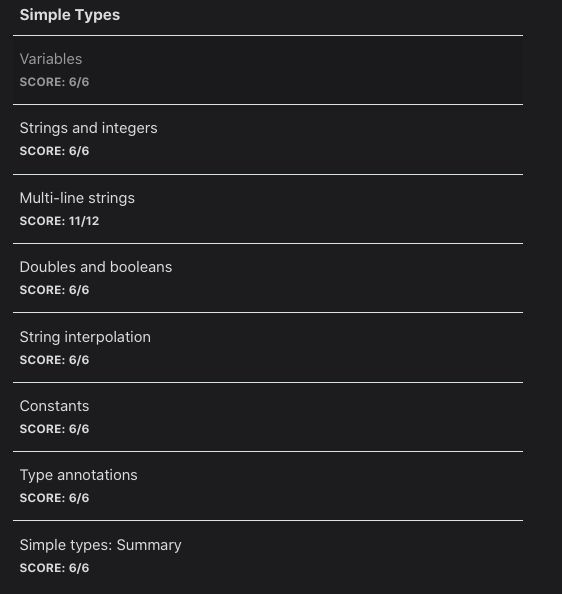 Simple Types
Variables
SCORE: 6/6
Strings and integers
SCORE: 6/6
Multi-line strings
SCORE: 11/12
Doubles and booleans
SCORE: 6/6
String interpolation
SCORE: 6/6
Constants
SCORE: 6/6
Type annotations
SCORE: 6/6
Simple types: Summary
SCORE: 6/6